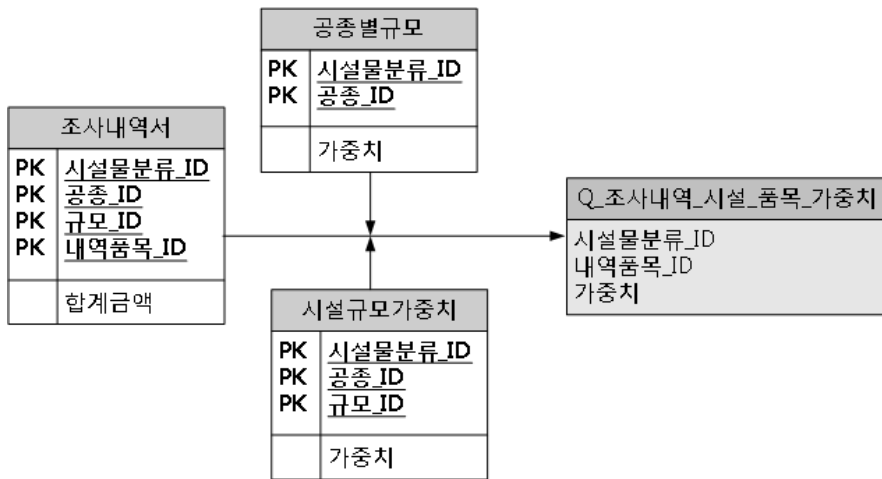 공종별규모
PK 시설물분류_ID
PK 공종_ID
가중치
조사내역서
PK 시설물분류_ID
PK 공종_ID
PK 규모_ID
PK 내역품목_ID
합계금액
Q_조사내역_시설_품목_가중치
시설물분류_ID
내역품목_ID
가중치
시설규모가중치
PK 시설물분류_ID
PK 공종_ID
PK 규모_ID
가중치